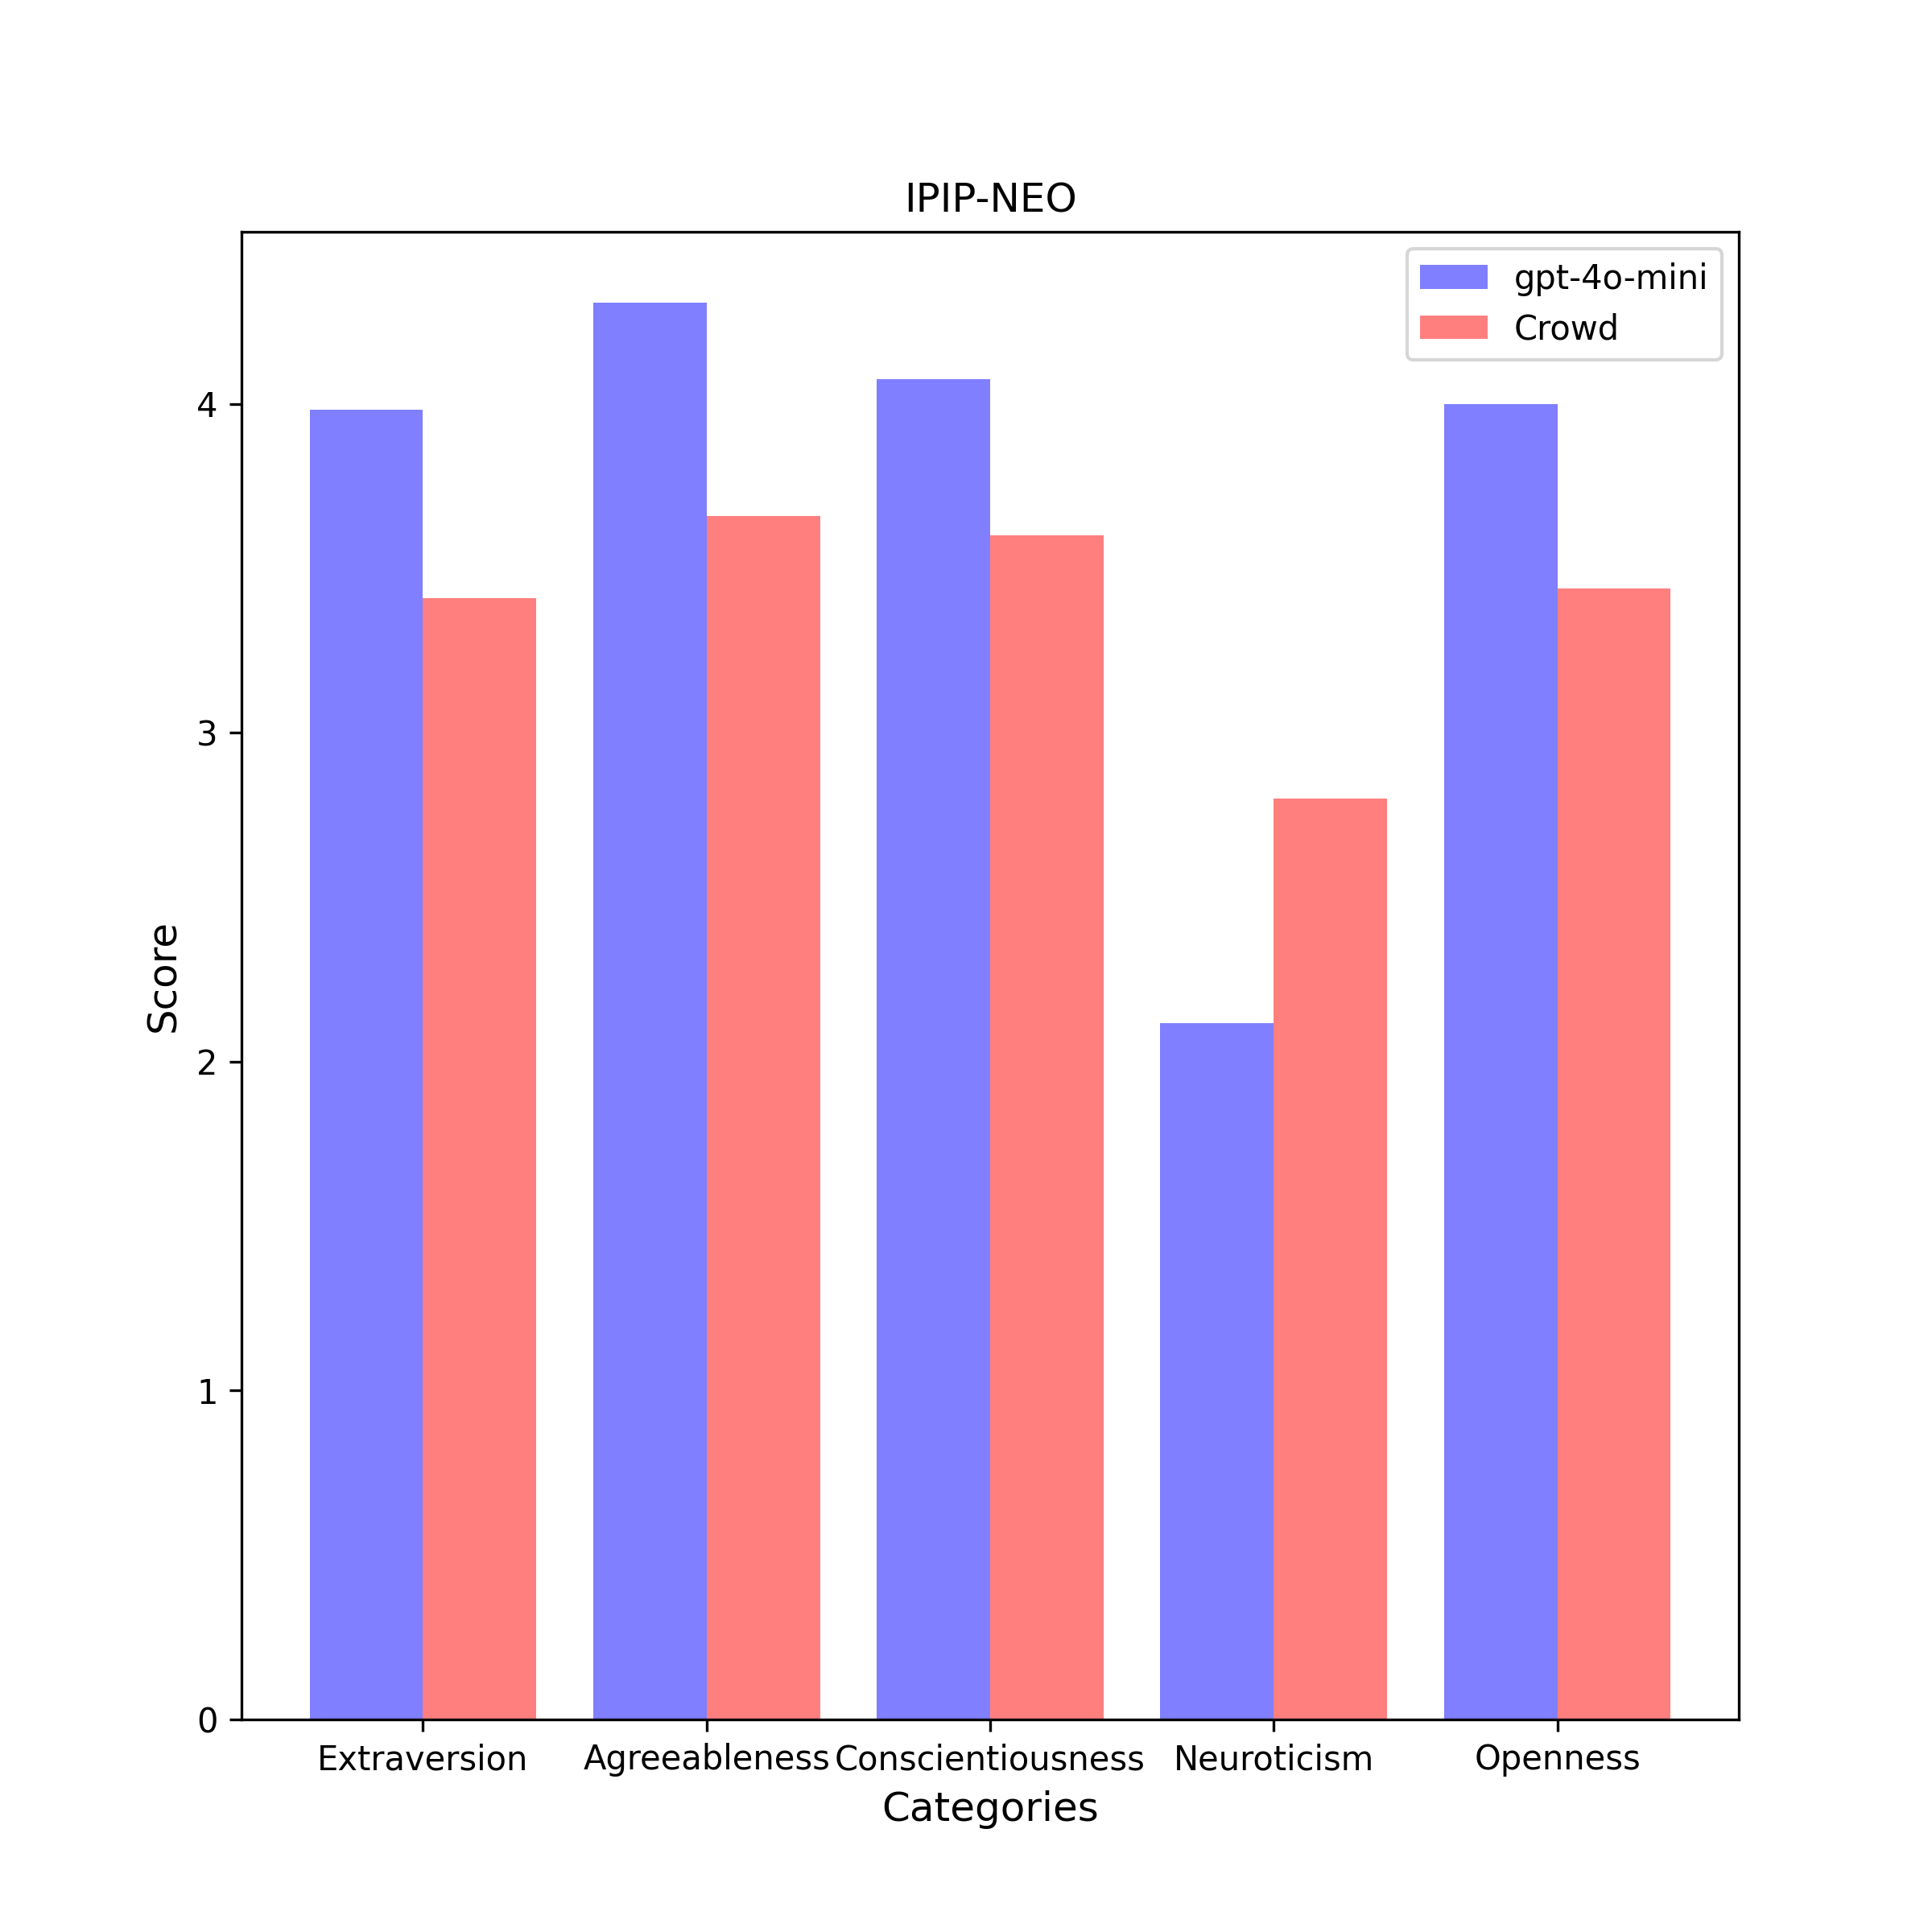 IPIP-NEO
gpt-4o-mini
Crowd
4
3
2
1
0
Score
Extraversion Agreeableness Conscientiousness Neuroticism Openness
Categories